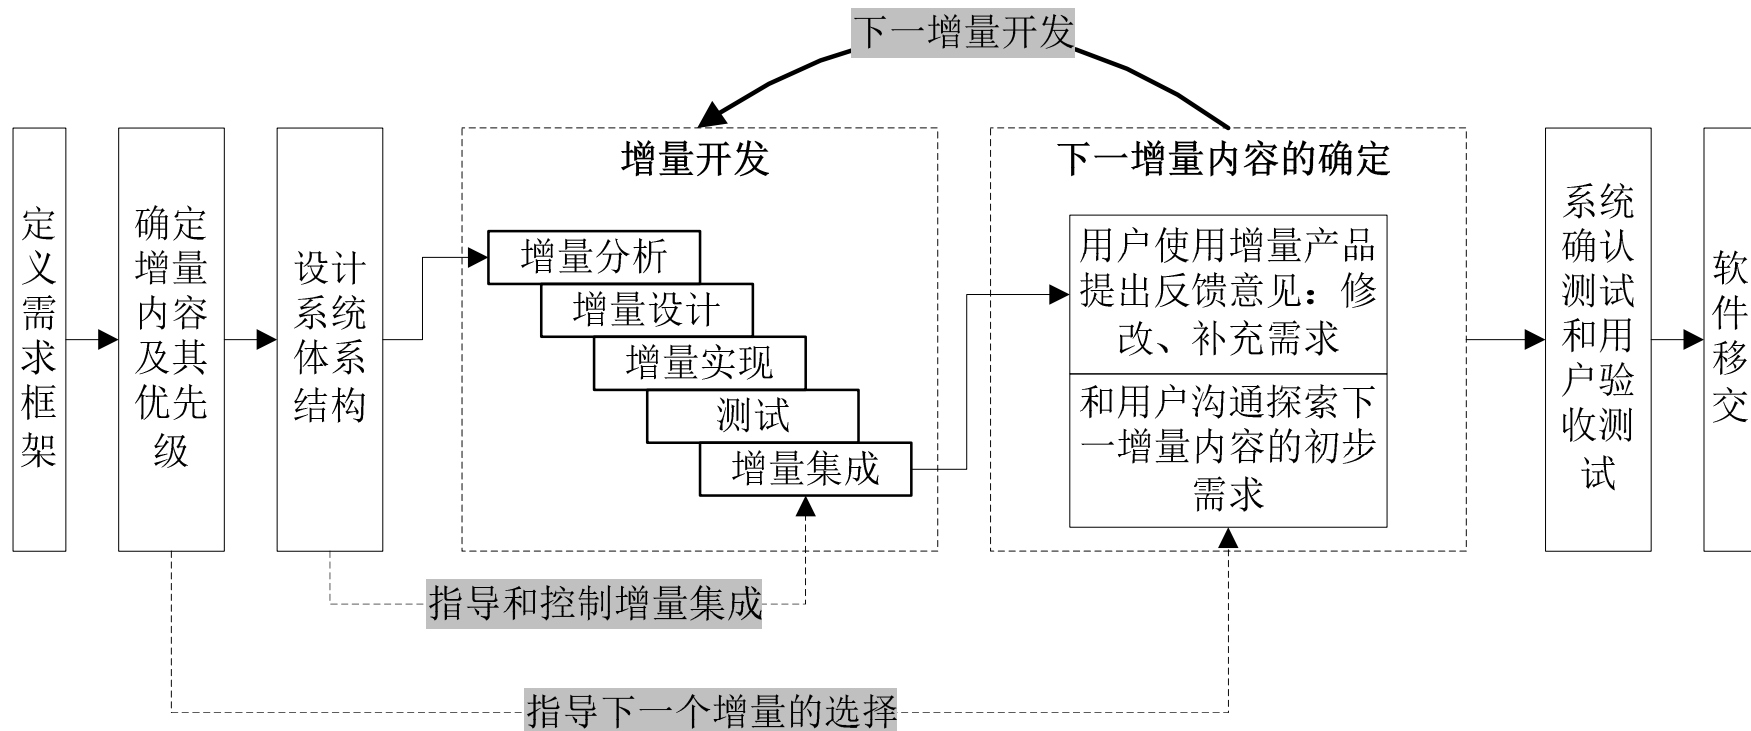 下一增量开发
定
义
需
求
框
架
确定
增量
内容
及其
优先
级
设计
系统
体系
结构
增量开发
增量分析
增量设计
增量实现
测试
增量集成
下一增量内容的确定
用户使用增量产品
提出反馈意见：修
改、补充需求
和用户沟通探索下
一增量内容的初步
需求
系统
确认
测试
和用
户验
收测
试
软
件
移
交
指导和控制增量集成
指导下一个增量的选择